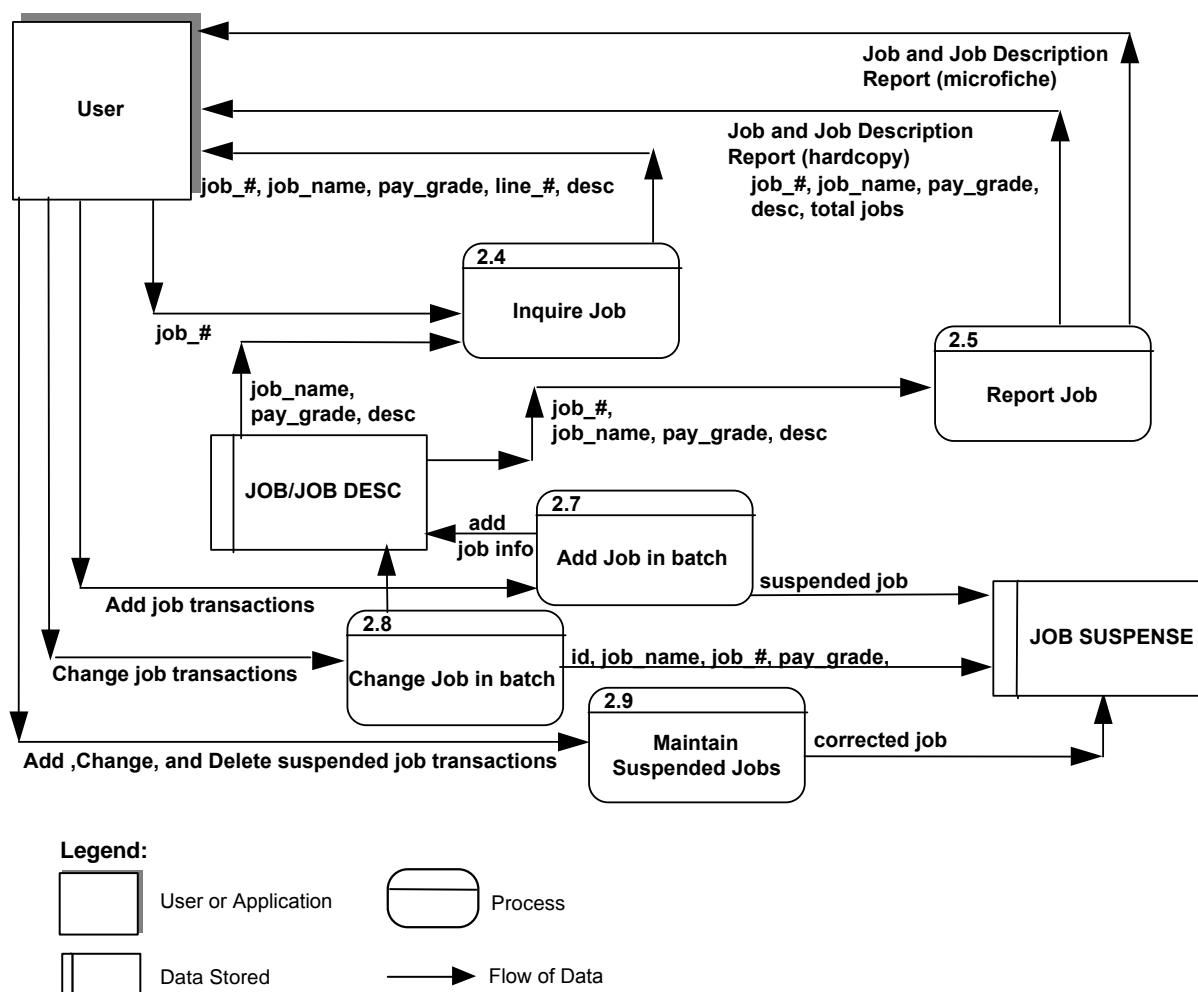 Job and Job Description
Report (microfiche)
User
Job and Job Description
Report (hardcopy)
job_#, job_name, pay_grade,
desc, total jobs
job_#, job_name, pay_grade, line_#, desc
2.4
Inquire Job
job_#
2.5
Report Job
job_name,
pay_grade, desc
job_#,
job_name, pay_grade, desc
JOB/JOB DESC
2.7
Add Job in batch
add
job info
suspended job
Add job transactions
JOB SUSPENSE
2.8
Change Job in batch
id, job_name, job_#, pay_grade,
Change job transactions
2.9
Maintain
Suspended Jobs
corrected job
Add ,Change, and Delete suspended job transactions
Legend:
User or Application
Process
Data Stored
Flow of Data